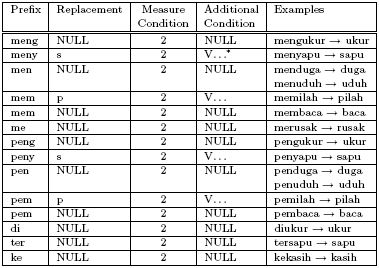 Prefix Replacement Measure Additional Examples
Condition Condition
meng NULL 2 NULL mengukur → ukur
meny s 2 V...* menyapu → sapu
men NULL 2 NULL menduga → duga
menuduh → uduh
mem p 2 V... memilah → pilah
mem NULL 2 NULL membaca → baca
me NULL 2 NULL merusak → rusak
peng NULL 2 NULL pengukur → ukur
peny s 2 V... penyapu → sapu
pen NULL 2 NULL penduga → duga
penuduh → uduh
pem p 2 V... pemilah → pilah
pem NULL 2 NULL pembaca → baca
di NULL 2 NULL diukur → ukur
ter NULL 2 NULL tersapu → sapu
ke NULL 2 NULL kekasih → kasih